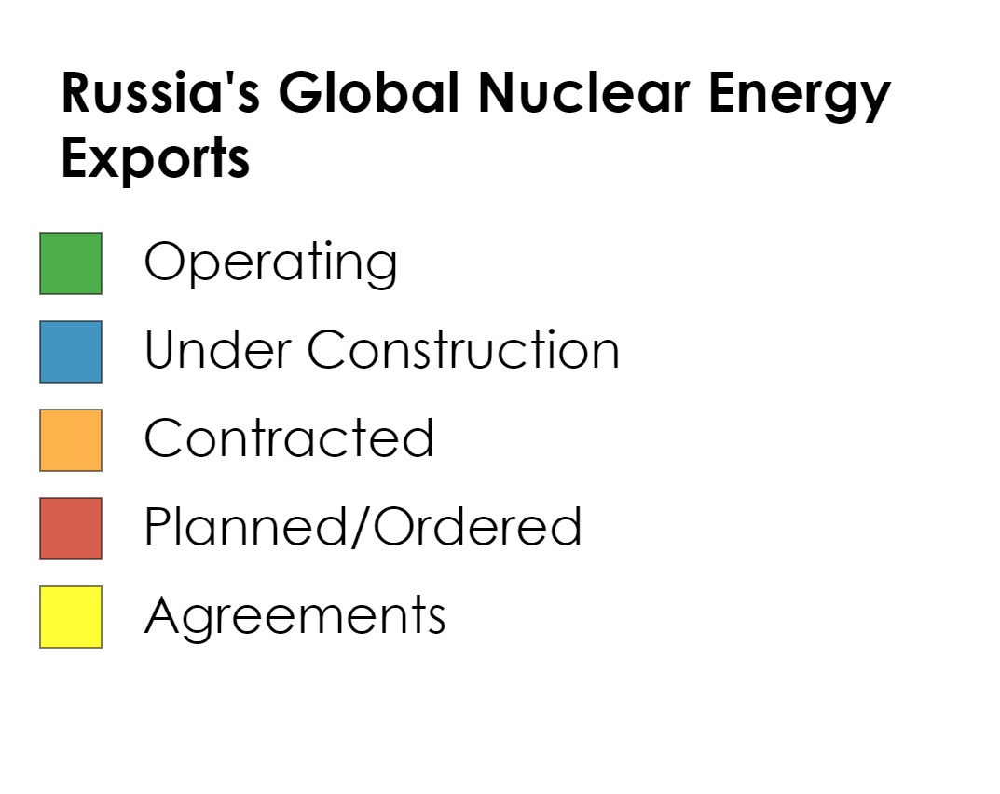 Russia's Global Nuclear Energy
Exports
Operating
Under Construction
Contracted
Planned/Ordered
Agreements